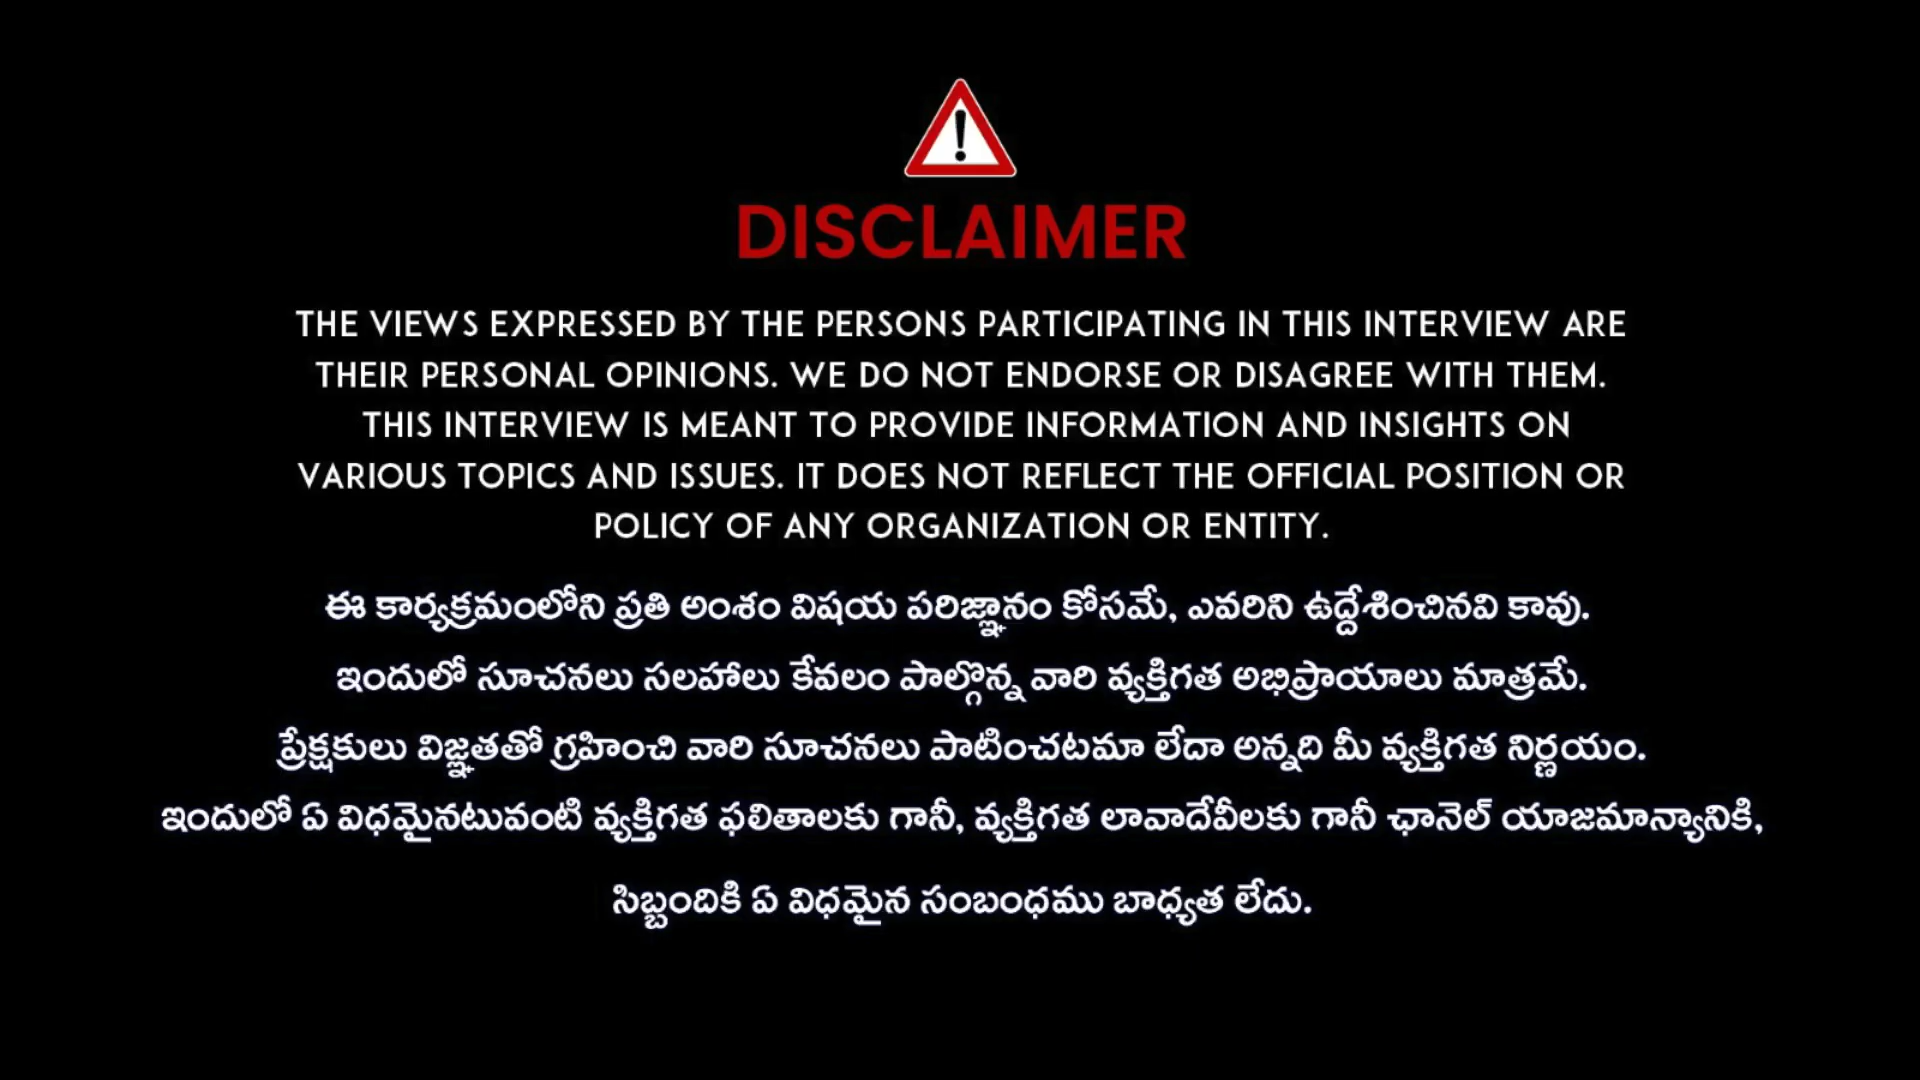 DISCLAIMER
THE VIEWS EXPRESSED BY THE PERSONS PARTICIPATING IN THIS INTERVIEW ARE
THEIR PERSONAL OPINIONS. WE DO NOT ENDORSE OR DISAGREE WITH THEM.
THIS INTERVIEW IS MEANT TO PROVIDE INFORMATION AND INSIGHTS ON
VARIOUS TOPICS AND ISSUES. IT DOES NOT REFLECT THE OFFICIAL POSITION OR
POLICY OF ANY ORGANIZATION OR ENTITY.
ఈ కార్యక్రమంలోని ప్రతి అంశం విషయ పరిజ్ఞానం కోసమే, ఎవరిని ఉద్దేశించినవి కావు.
ఇందులో సూచనలు సలహాలు కేవలం పాల్గొన్న వారి వ్యక్తిగత అభిప్రాయాలు మాత్రమే.
ప్రేక్షకులు విజ్ఞతతో గ్రహించి వారి సూచనలు పాటించటమా లేదా అన్నది మీ వ్యక్తిగత నిర్ణయం.
ఇందులో ఏ విధమైనటువంటి వ్యక్తిగత ఫలితాలకు గానీ, వ్యక్తిగత లావాదేవీలకు గానీ ఛానెల్ యాజమాన్యానికి,
సిబ్బందికి ఏ విధమైన సంబంధము బాధ్యత లేదు.